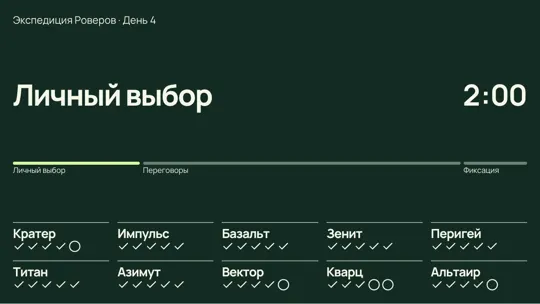 Экспедиция Роверов · День 4
Личный выбор 2:00
Личный выбор Переговоры Фиксация
Кратер Импульс Базальт Зенит Перигей
Титан Азимут Вектор Кварц Альтаир